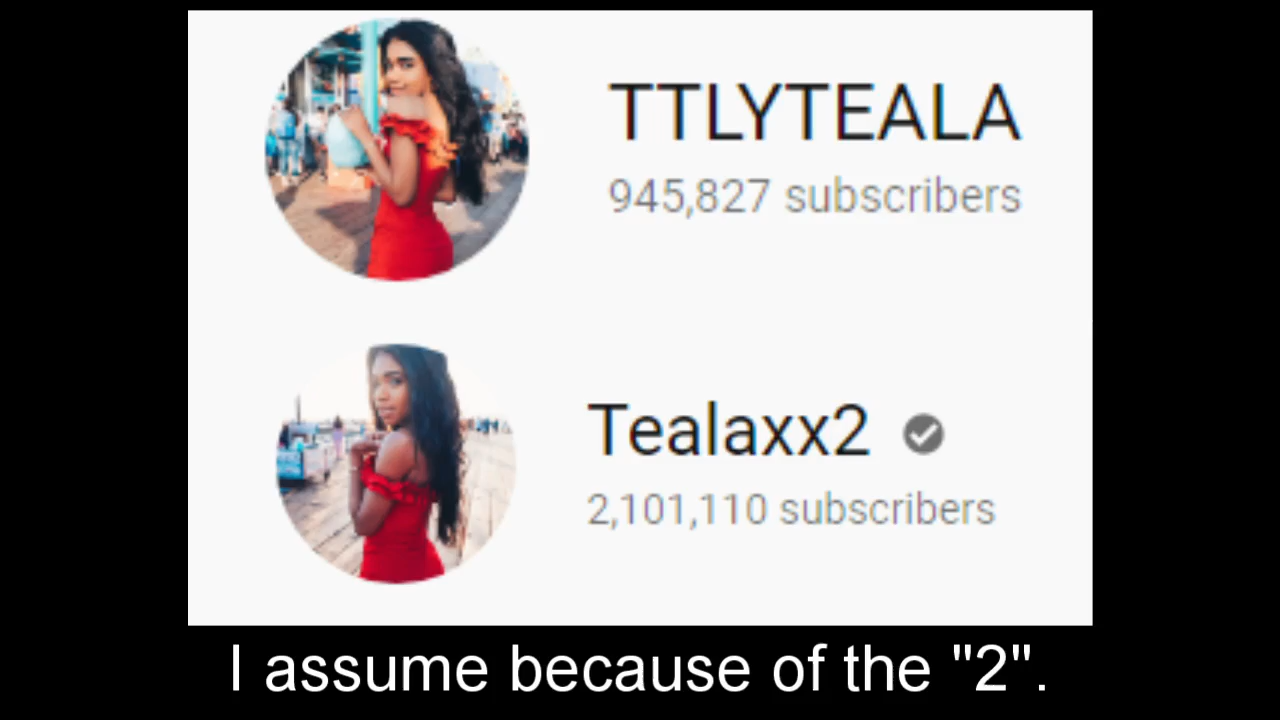 TTLYTEALA
945,827 subscribers
Tealaxx2
2,101,110 subscribers
I assume because of the "2".